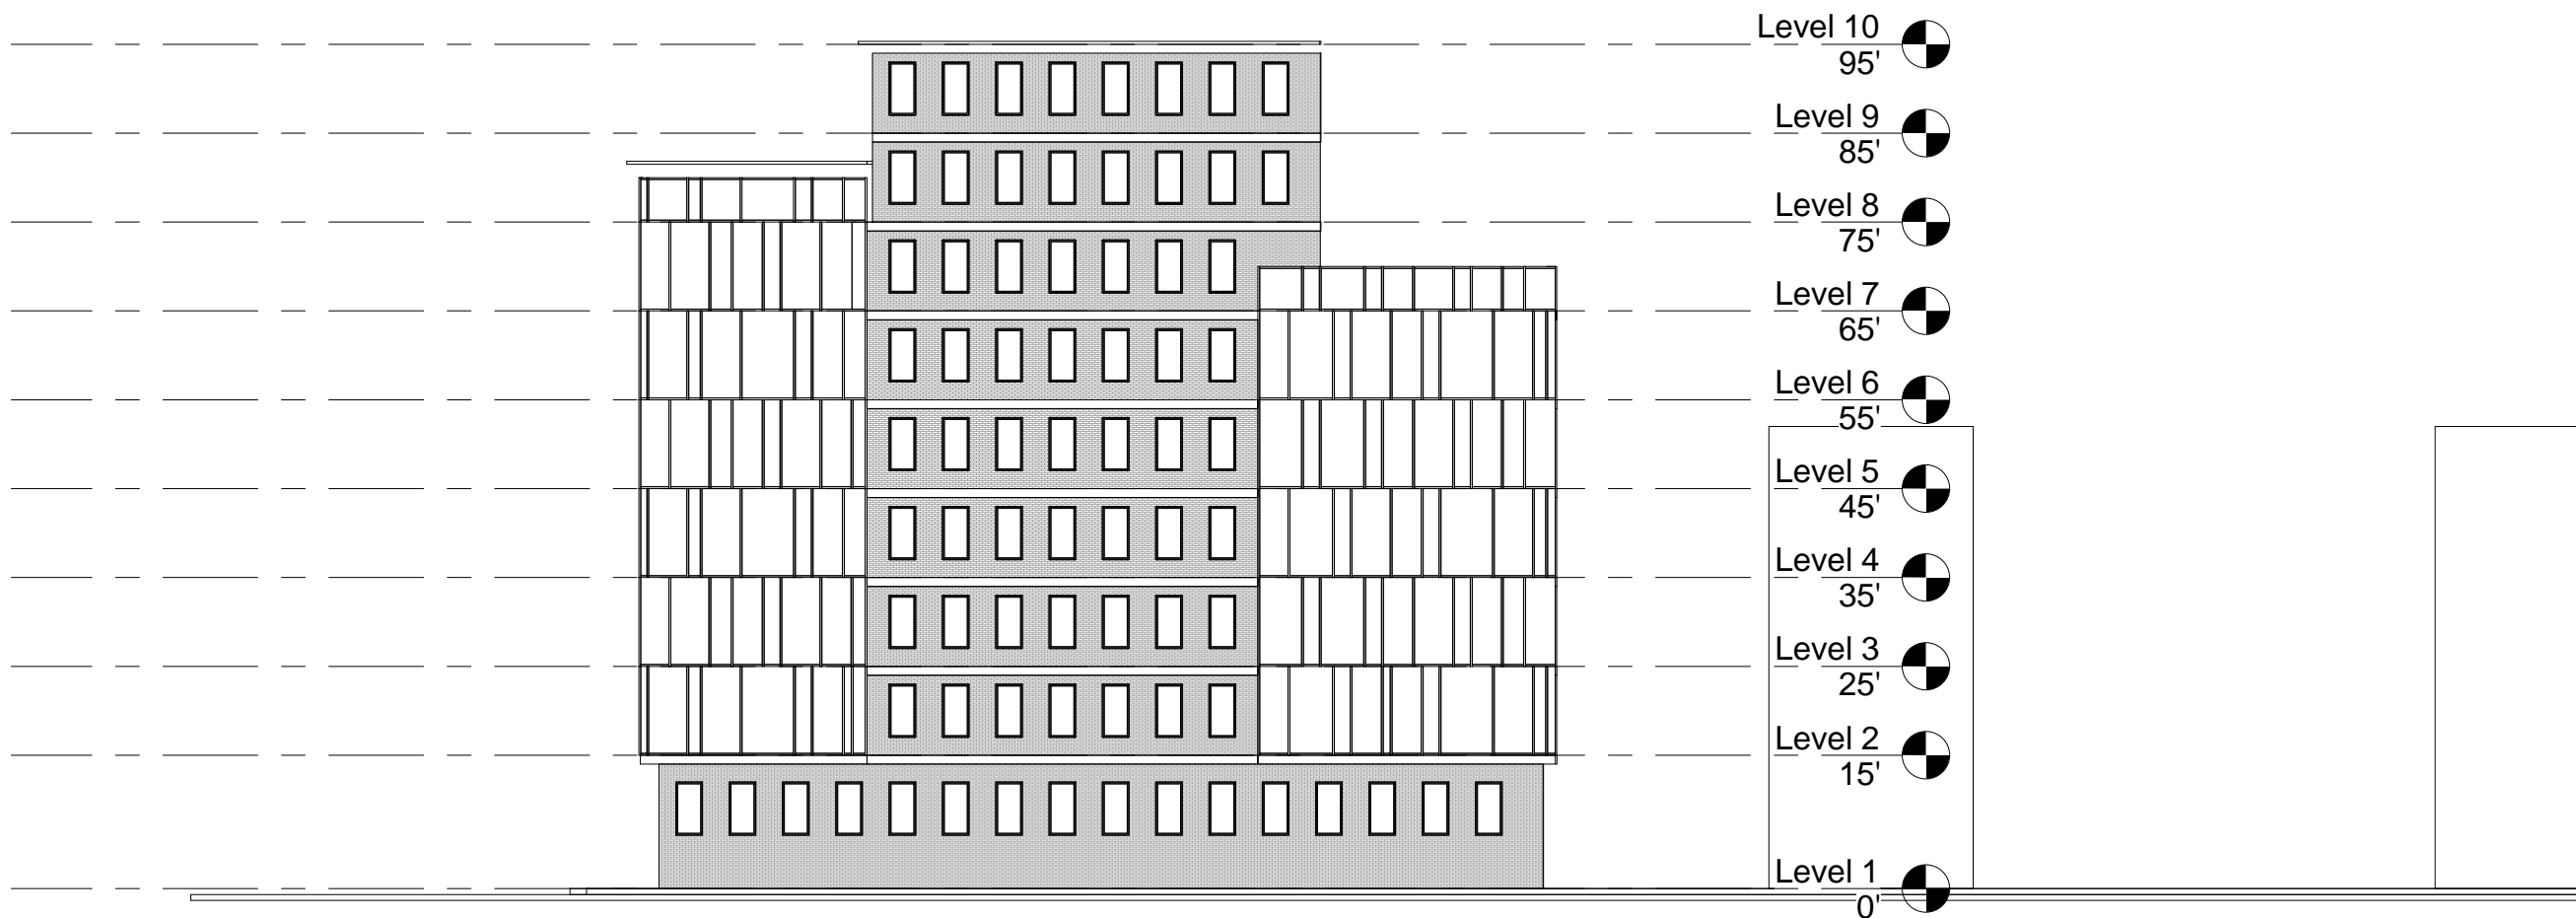 Level 10
95'
Level 9
85'
Level 8
75'
Level 7
65'
Level 6
55'
Level 5
45'
Level 4
35'
Level 3
25'
Level 2
15'
Level 1
0'